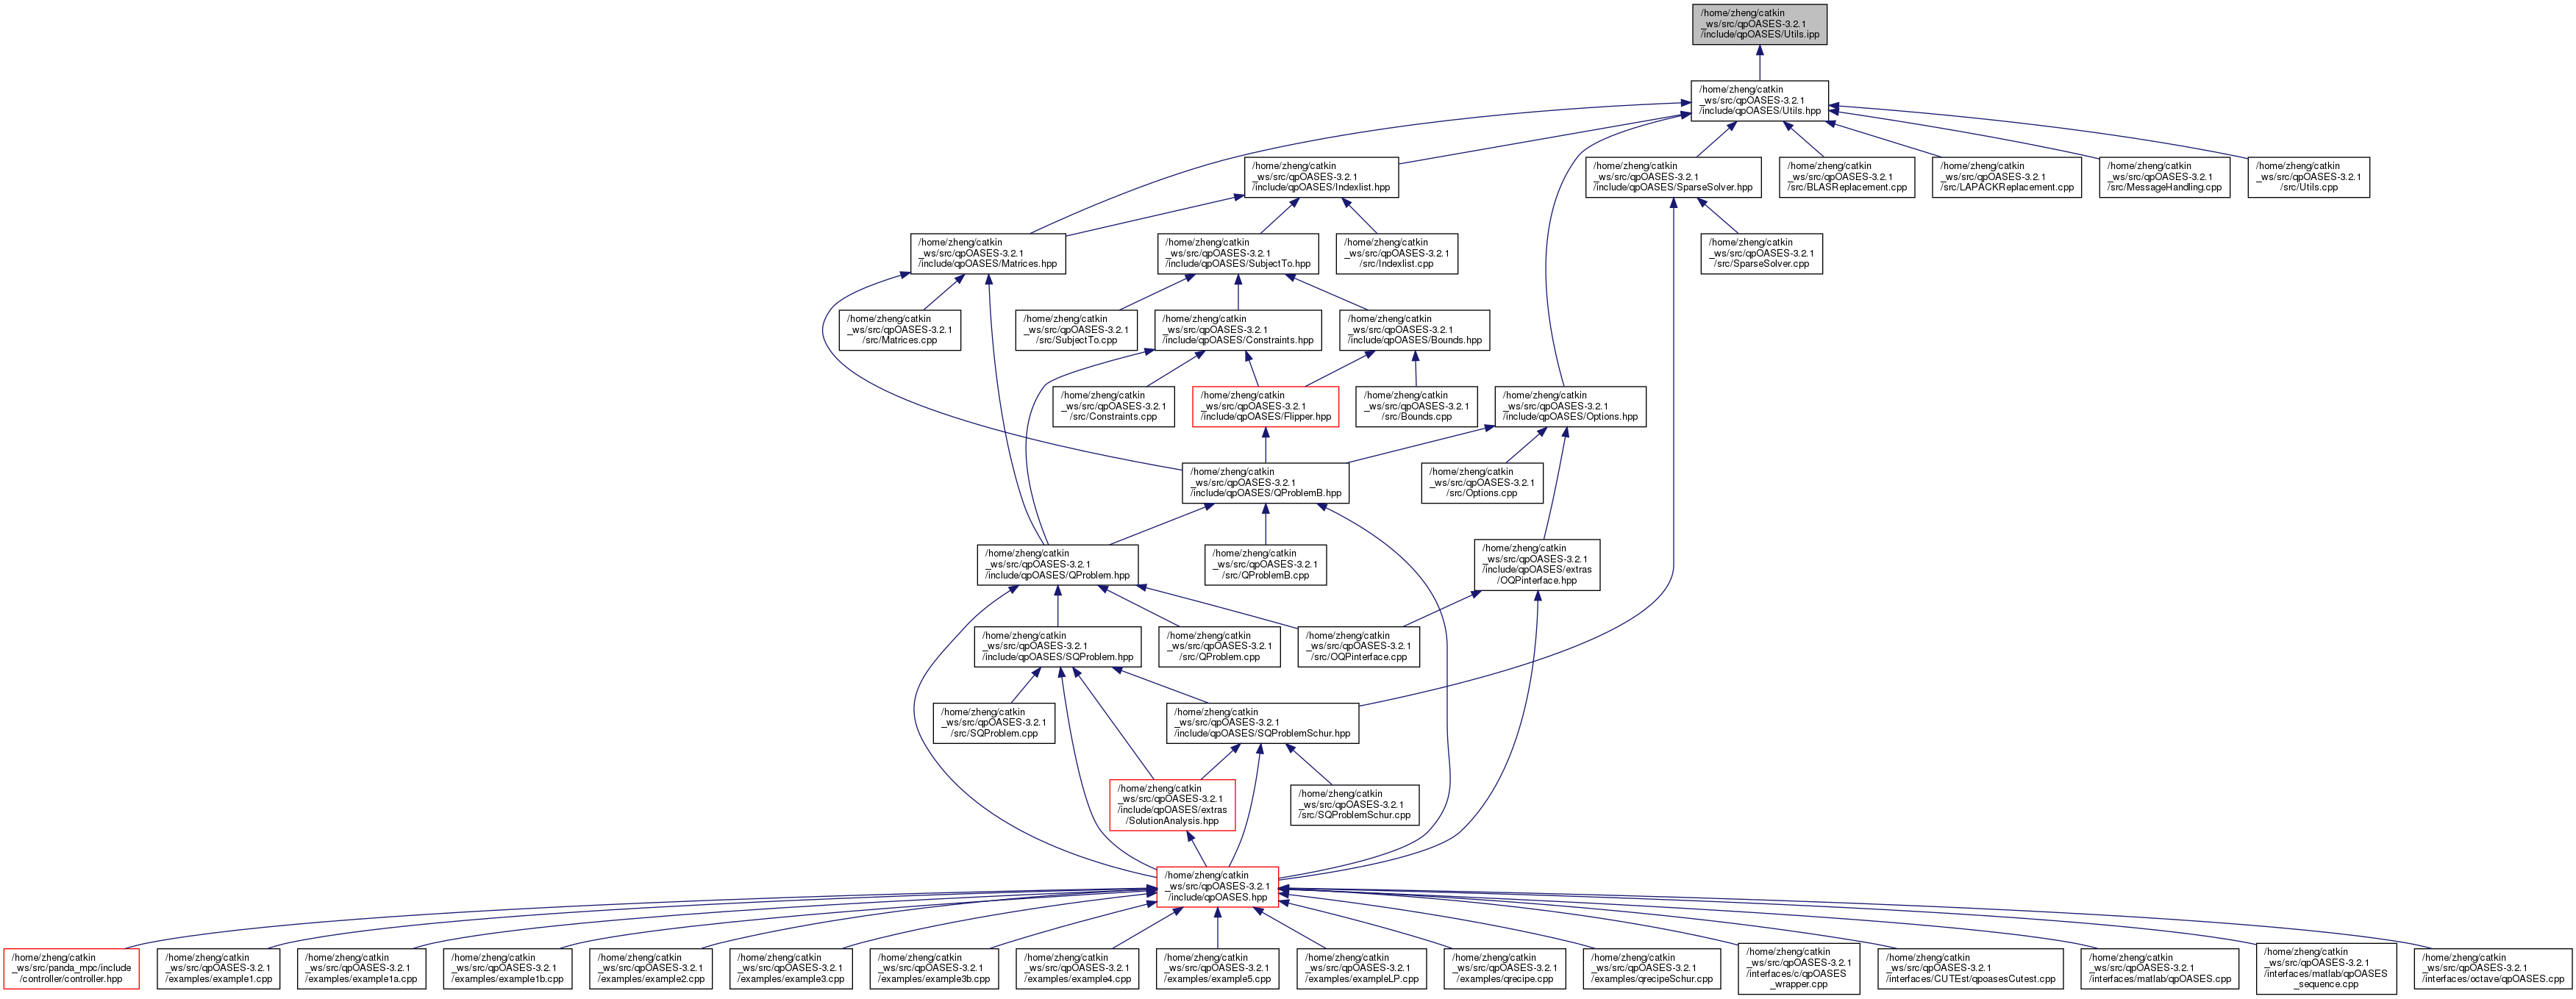 /home/zheng/catkin
_ws/src/qpOASES-3.2.1
/include/qpOASES/Utils.ipp
/home/zheng/catkin
_ws/src/qpOASES-3.2.1
/include/qpOASES/Utils.hpp
/home/zheng/catkin
_ws/src/qpOASES-3.2.1
/include/qpOASES/Indexlist.hpp
/home/zheng/catkin
_ws/src/qpOASES-3.2.1
/include/qpOASES/SparseSolver.hpp
/home/zheng/catkin
_ws/src/qpOASES-3.2.1
/src/BLASReplacement.cpp
/home/zheng/catkin
_ws/src/qpOASES-3.2.1
/src/LAPACKReplacement.cpp
/home/zheng/catkin
_ws/src/qpOASES-3.2.1
/src/MessageHandling.cpp
/home/zheng/catkin
_ws/src/qpOASES-3.2.1
/src/Utils.cpp
/home/zheng/catkin
_ws/src/qpOASES-3.2.1
/include/qpOASES/Matrices.hpp
/home/zheng/catkin
_ws/src/qpOASES-3.2.1
/include/qpOASES/SubjectTo.hpp
/home/zheng/catkin
_ws/src/qpOASES-3.2.1
/src/Indexlist.cpp
/home/zheng/catkin
_ws/src/qpOASES-3.2.1
/src/SparseSolver.cpp
/home/zheng/catkin
_ws/src/qpOASES-3.2.1
/src/Matrices.cpp
/home/zheng/catkin
_ws/src/qpOASES-3.2.1
/src/SubjectTo.cpp
/home/zheng/catkin
_ws/src/qpOASES-3.2.1
/include/qpOASES/Constraints.hpp
/home/zheng/catkin
_ws/src/qpOASES-3.2.1
/include/qpOASES/Bounds.hpp
/home/zheng/catkin
_ws/src/qpOASES-3.2.1
/src/Constraints.cpp
/home/zheng/catkin
_ws/src/qpOASES-3.2.1
/include/qpOASES/Flipper.hpp
/home/zheng/catkin
_ws/src/qpOASES-3.2.1
/src/Bounds.cpp
/home/zheng/catkin
_ws/src/qpOASES-3.2.1
/include/qpOASES/Options.hpp
/home/zheng/catkin
_ws/src/qpOASES-3.2.1
/include/qpOASES/QProblemB.hpp
/home/zheng/catkin
_ws/src/qpOASES-3.2.1
/src/Options.cpp
/home/zheng/catkin
_ws/src/qpOASES-3.2.1
/include/qpOASES/QProblem.hpp
/home/zheng/catkin
_ws/src/qpOASES-3.2.1
/src/QProblemB.cpp
/home/zheng/catkin
_ws/src/qpOASES-3.2.1
/include/qpOASES/extras
/OQPinterface.hpp
/home/zheng/catkin
_ws/src/qpOASES-3.2.1
/include/qpOASES/SQProblem.hpp
/home/zheng/catkin
_ws/src/qpOASES-3.2.1
/src/QProblem.cpp
/home/zheng/catkin
_ws/src/qpOASES-3.2.1
/src/OQPinterface.cpp
/home/zheng/catkin
_ws/src/qpOASES-3.2.1
/src/SQProblem.cpp
/home/zheng/catkin
_ws/src/qpOASES-3.2.1
/include/qpOASES/SQProblemSchur.hpp
/home/zheng/catkin
_ws/src/qpOASES-3.2.1
/include/qpOASES/extras
/SolutionAnalysis.hpp
/home/zheng/catkin
_ws/src/qpOASES-3.2.1
/src/SQProblemSchur.cpp
/home/zheng/catkin
_ws/src/qpOASES-3.2.1
/include/qpOASES.hpp
/home/zheng/catkin
_ws/src/panda_mpc/include
/controller/controller.hpp
/home/zheng/catkin
_ws/src/qpOASES-3.2.1
/examples/example1.cpp
/home/zheng/catkin
_ws/src/qpOASES-3.2.1
/examples/example1a.cpp
/home/zheng/catkin
_ws/src/qpOASES-3.2.1
/examples/example1b.cpp
/home/zheng/catkin
_ws/src/qpOASES-3.2.1
/examples/example2.cpp
/home/zheng/catkin
_ws/src/qpOASES-3.2.1
/examples/example3.cpp
/home/zheng/catkin
_ws/src/qpOASES-3.2.1
/examples/example3b.cpp
/home/zheng/catkin
_ws/src/qpOASES-3.2.1
/examples/example4.cpp
/home/zheng/catkin
_ws/src/qpOASES-3.2.1
/examples/example5.cpp
/home/zheng/catkin
_ws/src/qpOASES-3.2.1
/examples/exampleLP.cpp
/home/zheng/catkin
_ws/src/qpOASES-3.2.1
/examples/qrecipe.cpp
/home/zheng/catkin
_ws/src/qpOASES-3.2.1
/examples/qrecipeSchur.cpp
/home/zheng/catkin
_ws/src/qpOASES-3.2.1
/interfaces/c/qpOASES
_wrapper.cpp
/home/zheng/catkin
_ws/src/qpOASES-3.2.1
/interfaces/CUTEst/qpoasesCutest.cpp
/home/zheng/catkin
_ws/src/qpOASES-3.2.1
/interfaces/matlab/qpOASES.cpp
/home/zheng/catkin
_ws/src/qpOASES-3.2.1
/interfaces/matlab/qpOASES
_sequence.cpp
/home/zheng/catkin
_ws/src/qpOASES-3.2.1
/interfaces/octave/qpOASES.cpp